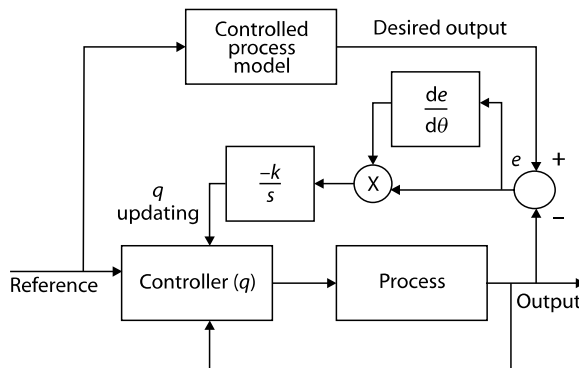 Controlled
process
model
Desired output
de
dθ
e
+
–k
s
X
–
q
updating
Reference
Controller (q)
Process
Output